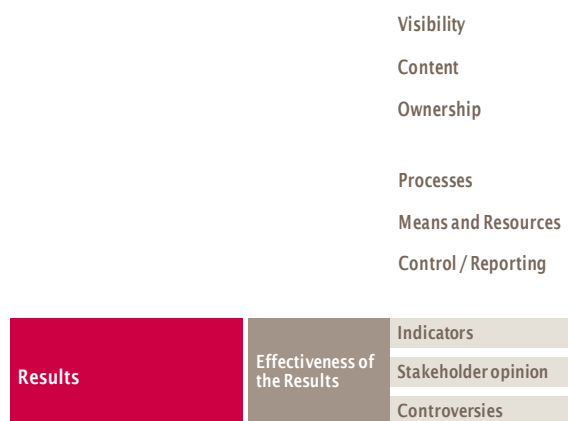 Visibility
Content
Ownership
Processes
Means and Resources
Control / Reporting
Results
Effectiveness of
the Results
Indicators
Stakeholder opinion
Controversies